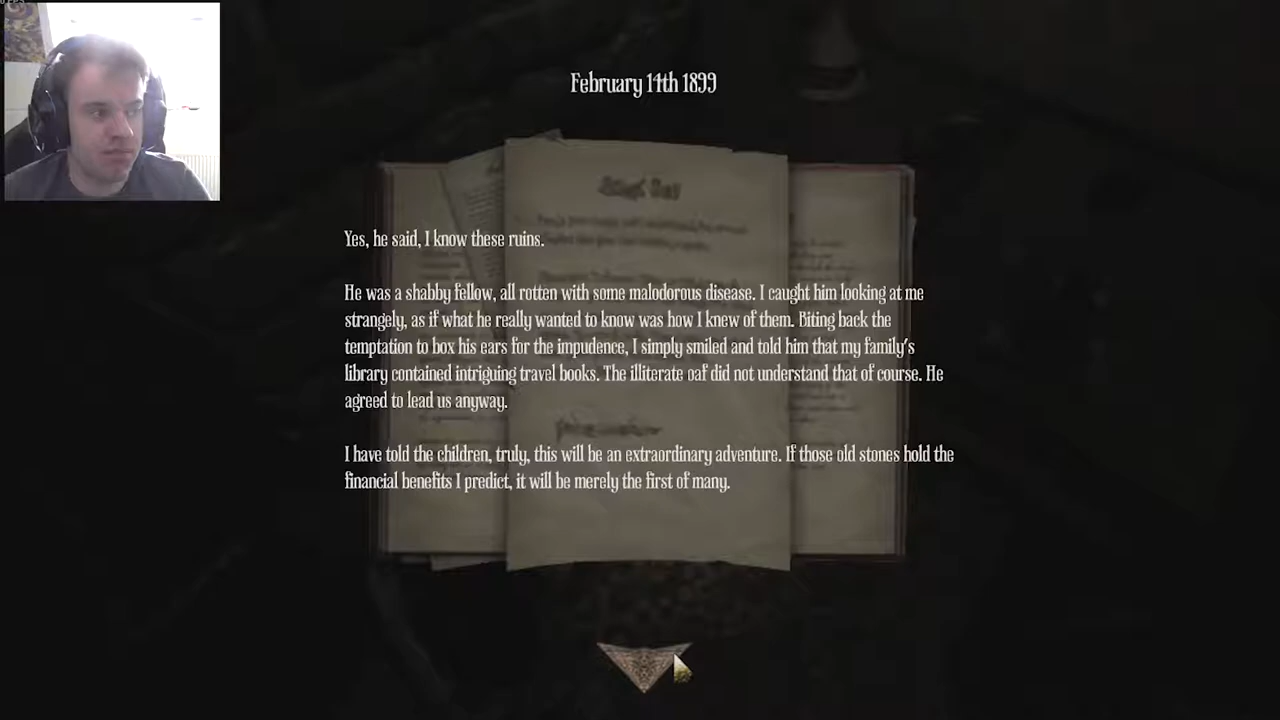 February 14th 1899
Yes, he said, I know these ruins.
He was a shabby fellow, all rotten with some malodorous disease. I caught him looking at me
strangely, as if what he really wanted to know was how I knew of them. Biting back the
temptation to box his ears for the impudence, I simply smiled and told him that my family's
library contained intriguing travel books. The illiterate oaf did not understand that of course. He
agreed to lead us anyway.
I have told the children, truly, this will be an extraordinary adventure. If those old stones hold the
financial benefits I predict, it will be merely the first of many.